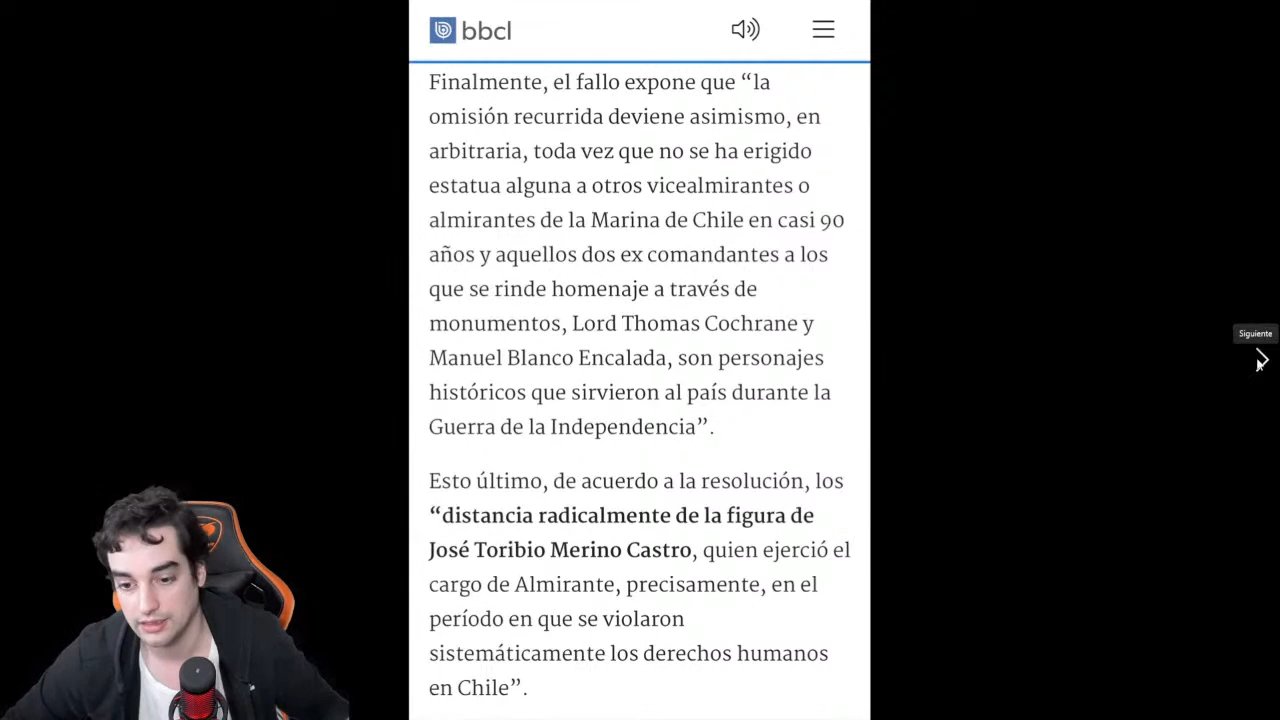 bbcl
Finalmente, el fallo expone que “la
omisión recurrida deviene asimismo, en
arbitraria, toda vez que no se ha erigido
estatua alguna a otros vicealmirantes o
almirantes de la Marina de Chile en casi 90
años y aquellos dos ex comandantes a los
que se rinde homenaje a través de
monumentos, Lord Thomas Cochrane y
Manuel Blanco Encalada, son personajes
históricos que sirvieron al país durante la
Guerra de la Independencia”.
Esto último, de acuerdo a la resolución, los
“distancia radicalmente de la figura de
José Toribio Merino Castro, quien ejerció el
cargo de Almirante, precisamente, en el
período en que se violaron
sistemáticamente los derechos humanos
en Chile”.
Siguiente